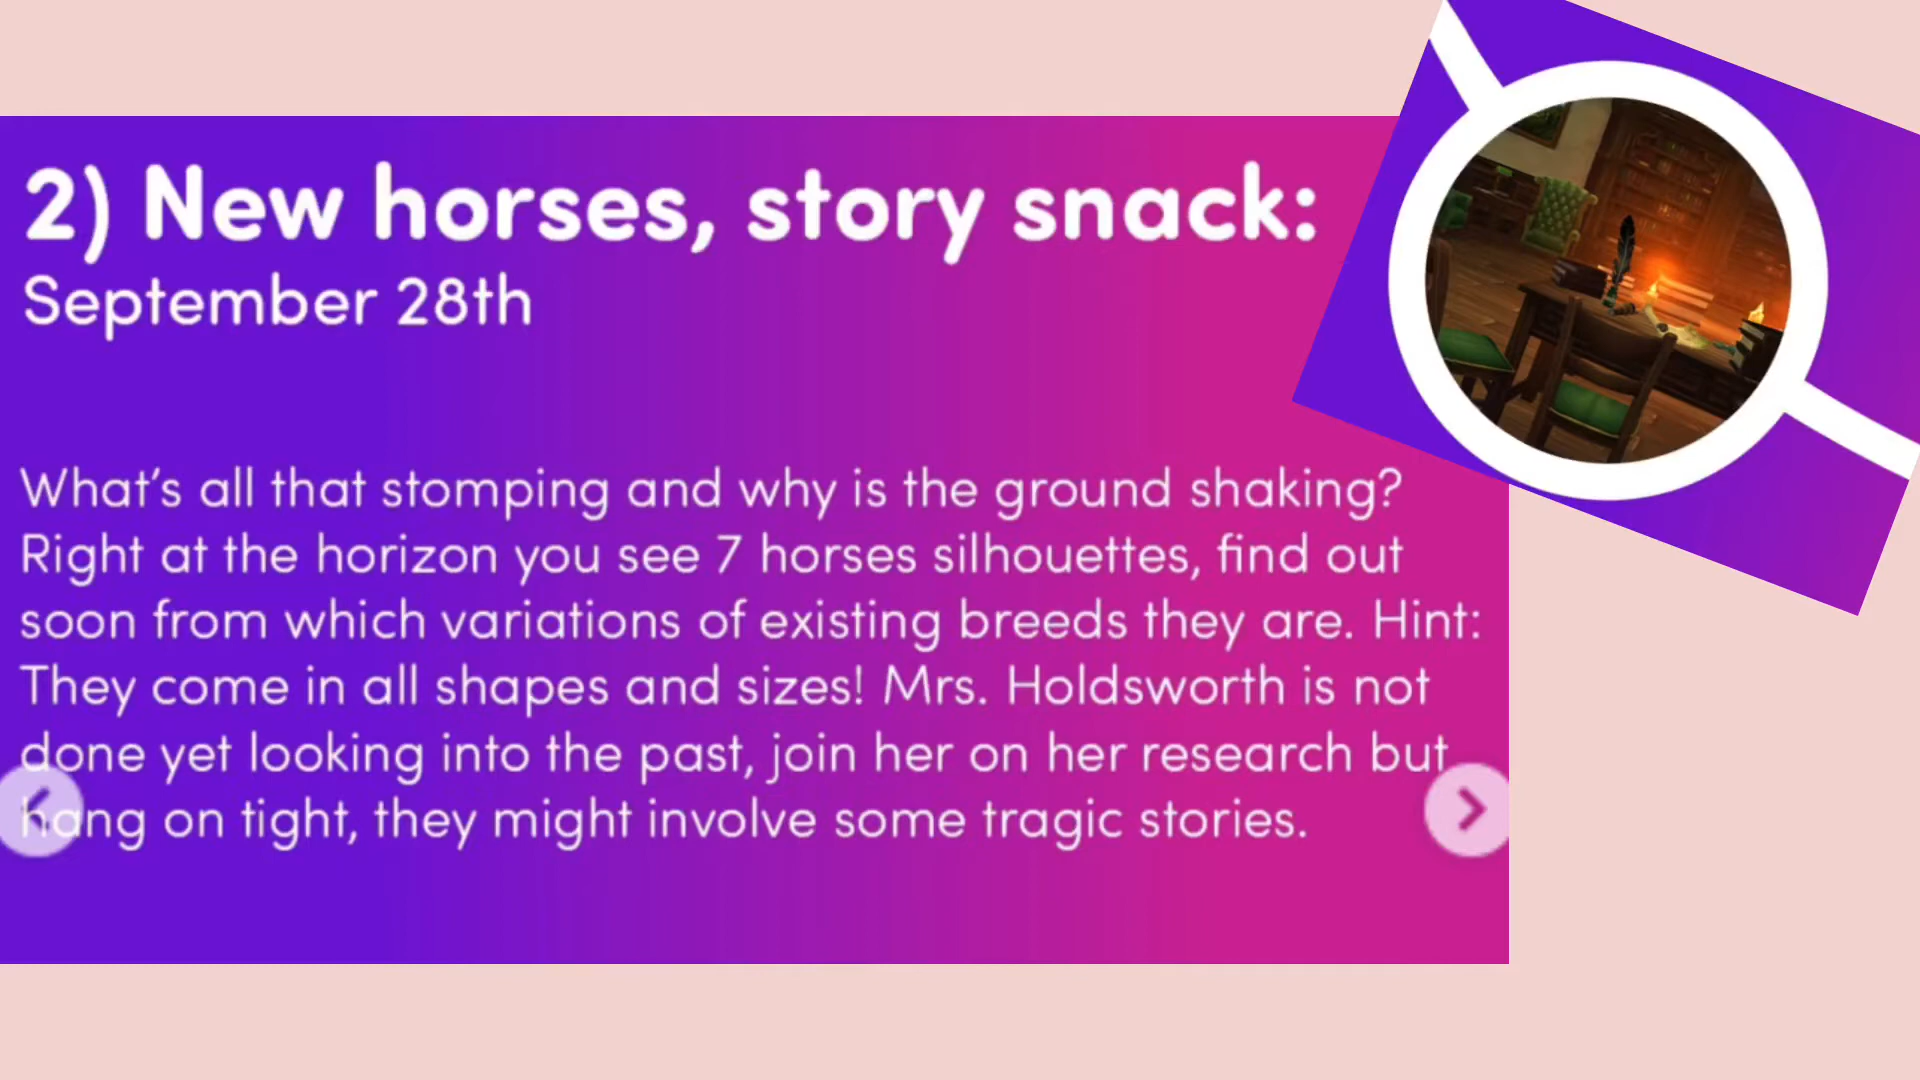 2) New horses, story snack:
September 28th
What's all that stomping and why is the ground shaking?
Right at the horizon you see 7 horses silhouettes, find out
soon from which variations of existing breeds they are. Hint:
They come in all shapes and sizes! Mrs. Holdsworth is not
done yet looking into the past, join her on her research but
hang on tight, they might involve some tragic stories.